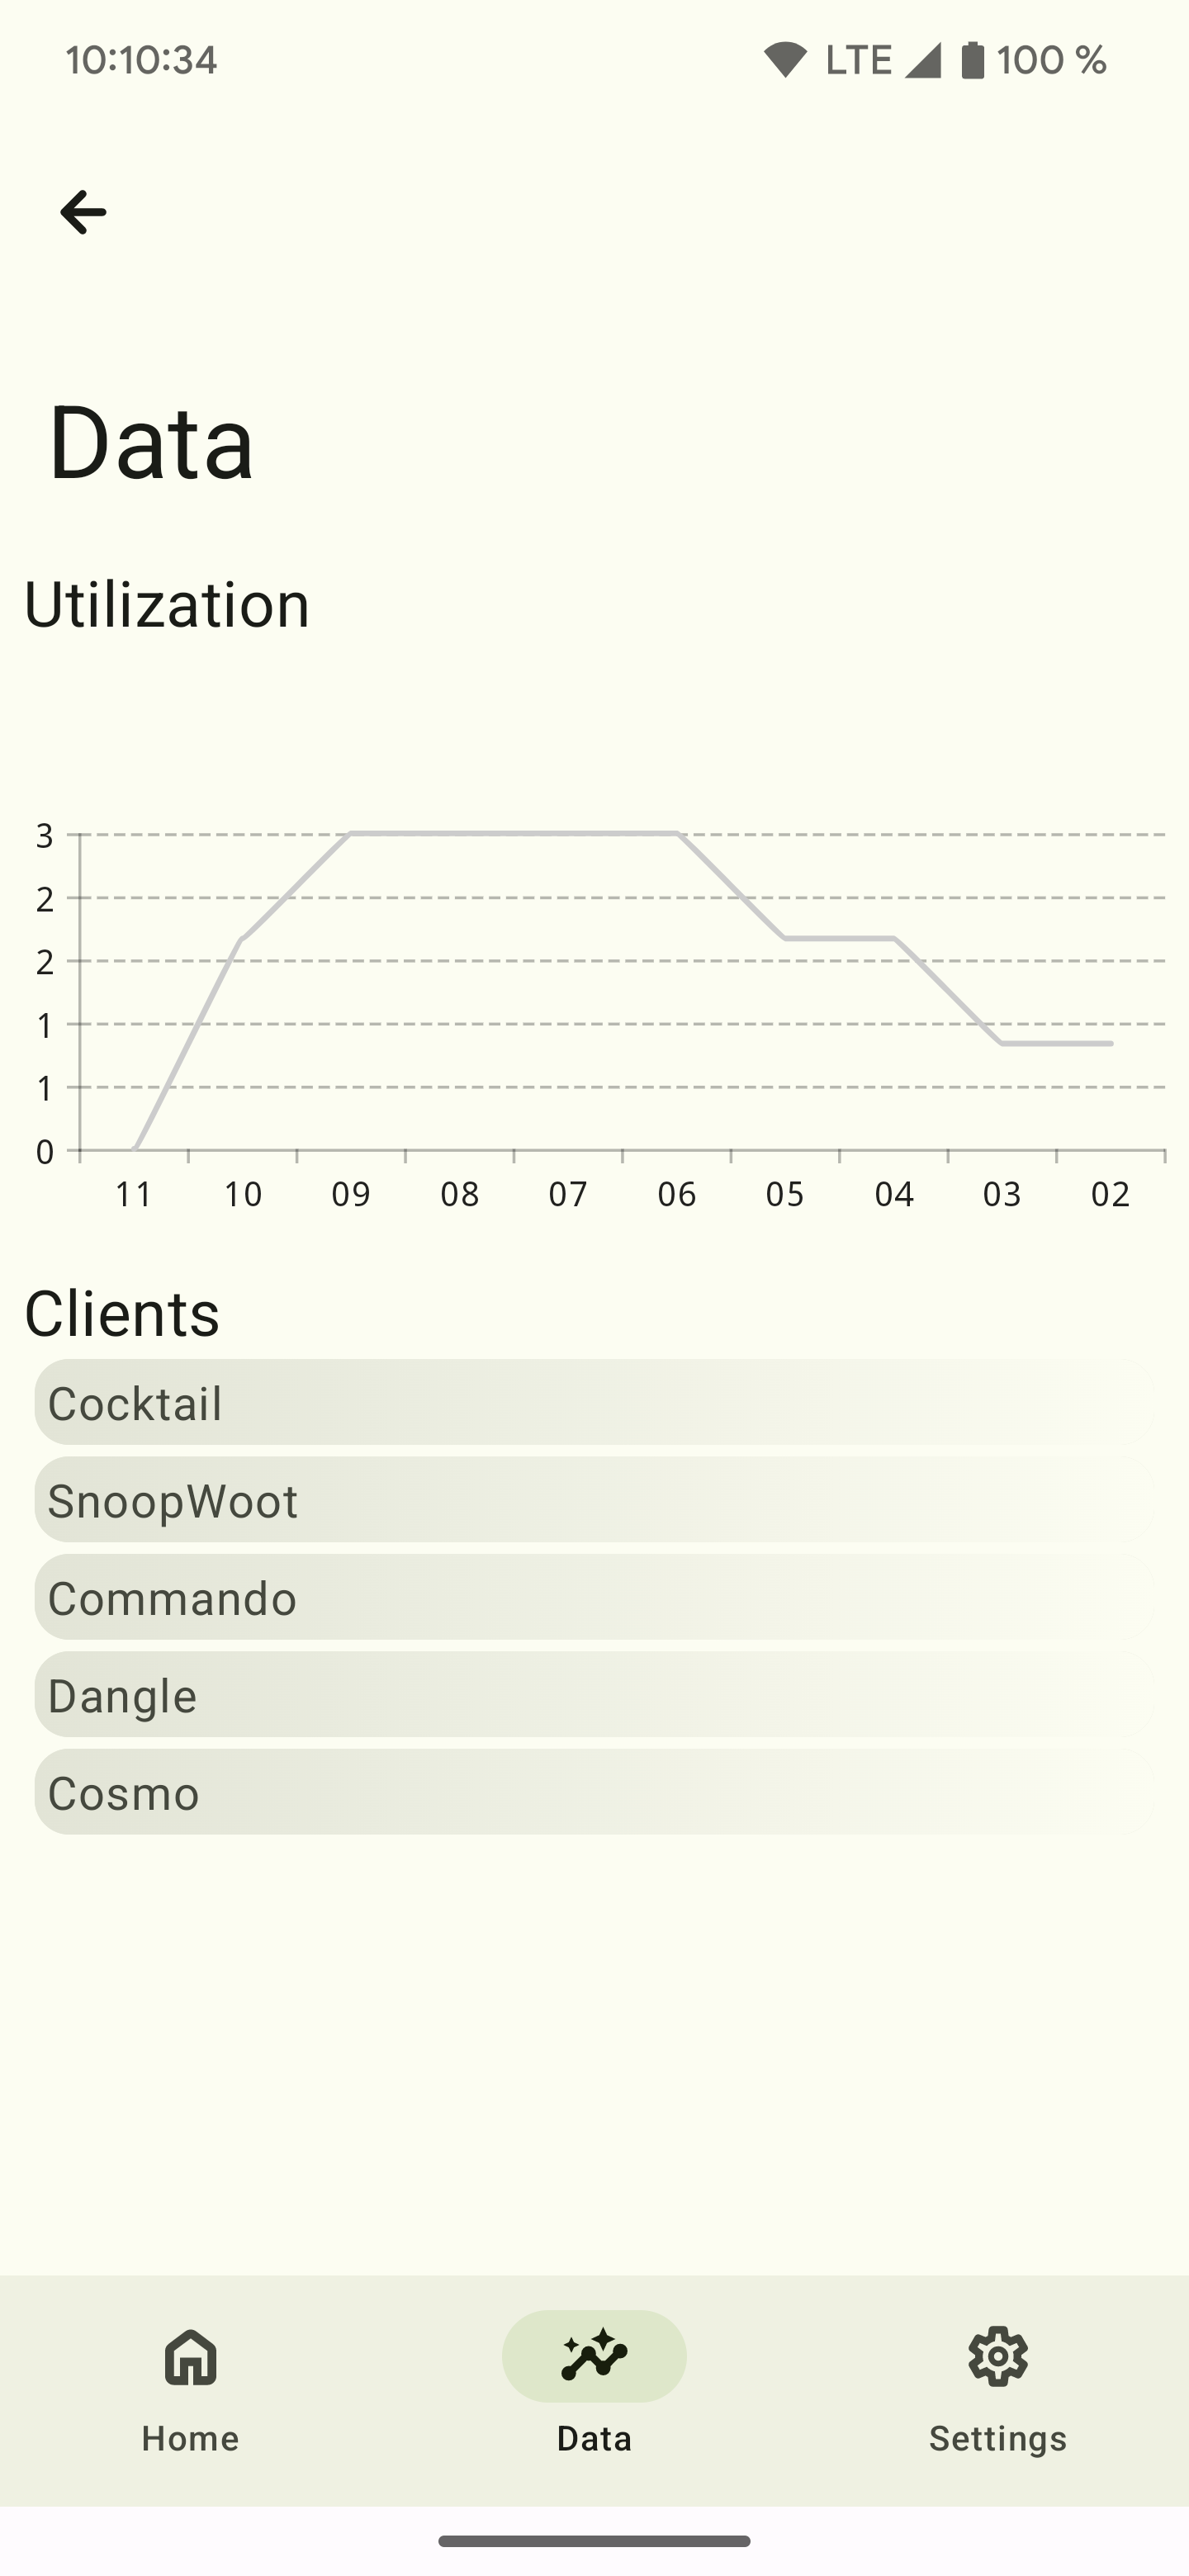 10:10:34 LTE 100 %
Data
Utilization
3
2
2
1
1
0
11 10 09 08 07 06 05 04 03 02
Clients
Cocktail
SnoopWoot
Commando
Dangle
Cosmo
Home Data Settings